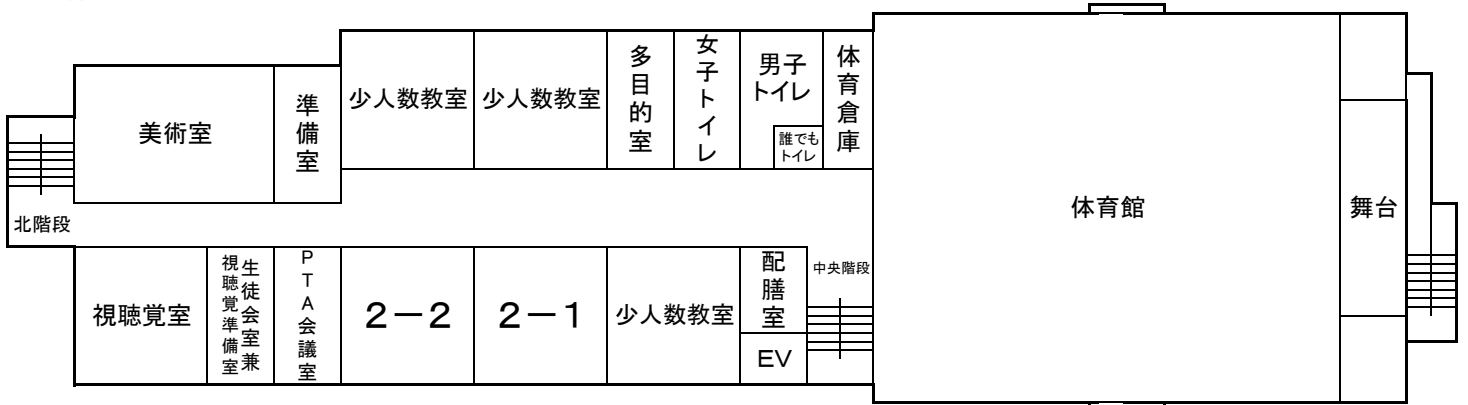 美術室
準備室
少人数教室
少人数教室
多目的室
女子トイレ
男子
トイレ
誰でも
トイレ
体育倉庫
体育館
舞台
北階段
視聴覚室
生徒会室兼
視聴覚準備室
PTA会議室
2－2
2－1
少人数教室
配膳室
EV
中央階段